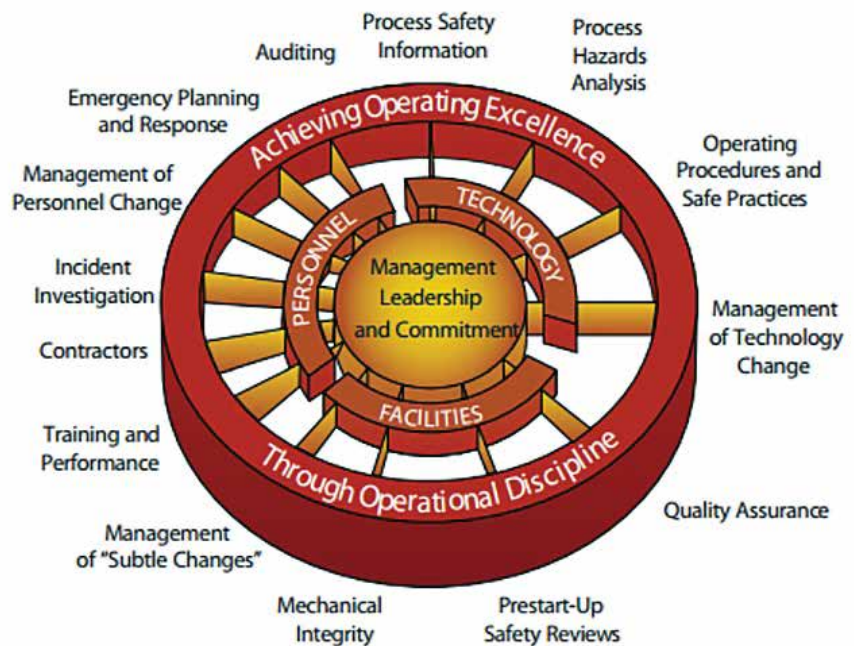 Process Safety
Information
Process
Hazards
Analysis
Operating
Procedures and
Safe Practices
Management
of Technology
Change
Quality Assurance
Prestart-Up
Safety Reviews
Mechanical
Integrity
Management
of "Subtle Changes"
Training and
Performance
Contractors
Incident
Investigation
Management of
Personnel Change
Emergency Planning
and Response
Auditing
Achieving Operating Excellence
Through Operational Discipline
PERSONNEL
TECHNOLOGY
FACILITIES
Management
Leadership
and Commitment